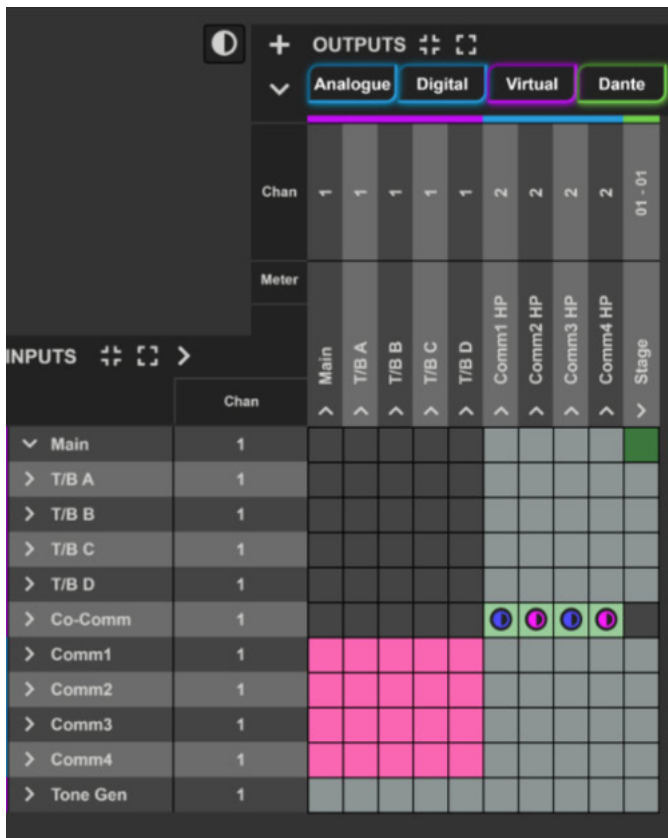 OUTPUTS
Analogue Digital Virtual Dante
Chan 1 1 1 1 1 2 2 2 2 01 - 01
Meter
Main T/B A T/B B T/B C T/B D Comm1 HP Comm2 HP Comm3 HP Comm4 HP Stage
INPUTS
Chan
Main 1
T/B A 1
T/B B 1
T/B C 1
T/B D 1
Co-Comm 1
Comm1 1
Comm2 1
Comm3 1
Comm4 1
Tone Gen 1